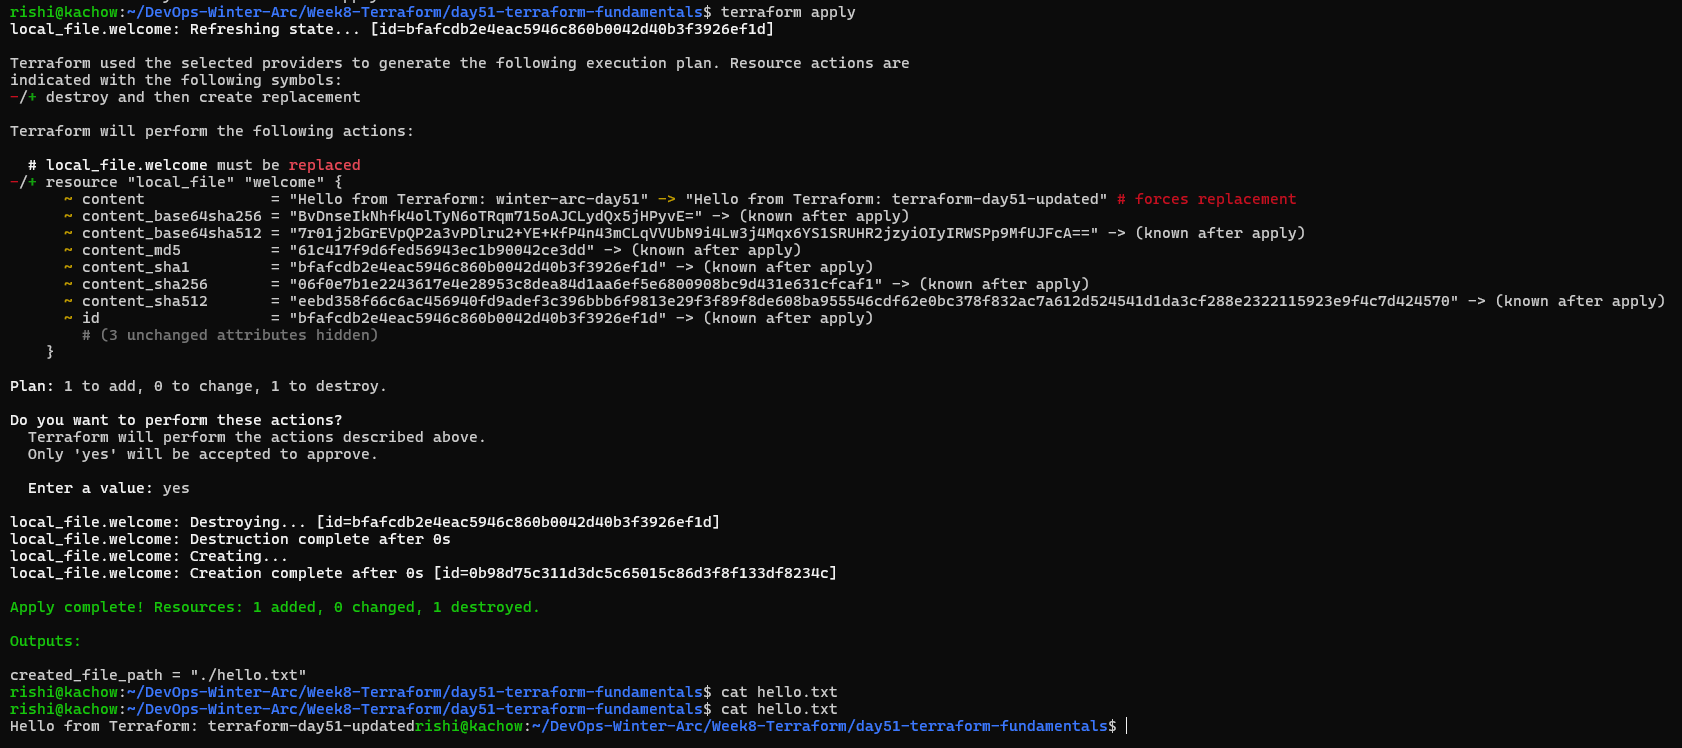 rishi@kachow:~/DevOps-Winter-Arc/Week8-Terraform/day51-terraform-fundamentals$ terraform apply
local_file.welcome: Refreshing state... [id=bfafcdb2e4eac5946c860b0042d40b3f3926ef1d]
Terraform used the selected providers to generate the following execution plan. Resource actions are
indicated with the following symbols:
-/+ destroy and then create replacement
Terraform will perform the following actions:
  # local_file.welcome must be replaced
-/+ resource "local_file" "welcome" {
      ~ content              = "Hello from Terraform: winter-arc-day51" -> "Hello from Terraform: terraform-day51-updated" # forces replacement
      ~ content_base64sha256 = "BvDnseIkNhfk4olTyN6oTRqm715oAJCLydQx5jHPyvE=" -> (known after apply)
      ~ content_base64sha512 = "7r01j2bGrEVpQP2a3vPDlru2+YE+KfP4n43mCLqVVUbN9i4Lw3j4Mqx6YS1SRUHR2jzyiOIyIRWSPp9MfUJFcA==" -> (known after apply)
      ~ content_md5          = "61c417f9d6fed56943ec1b90042ce3dd" -> (known after apply)
      ~ content_sha1         = "bfafcdb2e4eac5946c860b0042d40b3f3926ef1d" -> (known after apply)
      ~ content_sha256       = "06f0e7b1e2243617e4e28953c8dea84d1aa6ef5e6800908bc9d431e631cfcaf1" -> (known after apply)
      ~ content_sha512       = "eebd358f66c6ac456940fd9adef3c396bbb6f9813e29f3f89f8de608ba955546cdf62e0bc378f832ac7a612d524541d1da3cf288e2322115923e9f4c7d424570" -> (known after apply)
      ~ id                   = "bfafcdb2e4eac5946c860b0042d40b3f3926ef1d" -> (known after apply)
        # (3 unchanged attributes hidden)
    }
Plan: 1 to add, 0 to change, 1 to destroy.
Do you want to perform these actions?
  Terraform will perform the actions described above.
  Only 'yes' will be accepted to approve.
  Enter a value: yes
local_file.welcome: Destroying... [id=bfafcdb2e4eac5946c860b0042d40b3f3926ef1d]
local_file.welcome: Destruction complete after 0s
local_file.welcome: Creating...
local_file.welcome: Creation complete after 0s [id=0b98d75c311d3dc5c65015c86d3f8f133df8234c]
Apply complete! Resources: 1 added, 0 changed, 1 destroyed.
Outputs:
created_file_path = "./hello.txt"
rishi@kachow:~/DevOps-Winter-Arc/Week8-Terraform/day51-terraform-fundamentals$ cat hello.txt
rishi@kachow:~/DevOps-Winter-Arc/Week8-Terraform/day51-terraform-fundamentals$ cat hello.txt
Hello from Terraform: terraform-day51-updatedrishi@kachow:~/DevOps-Winter-Arc/Week8-Terraform/day51-terraform-fundamentals$